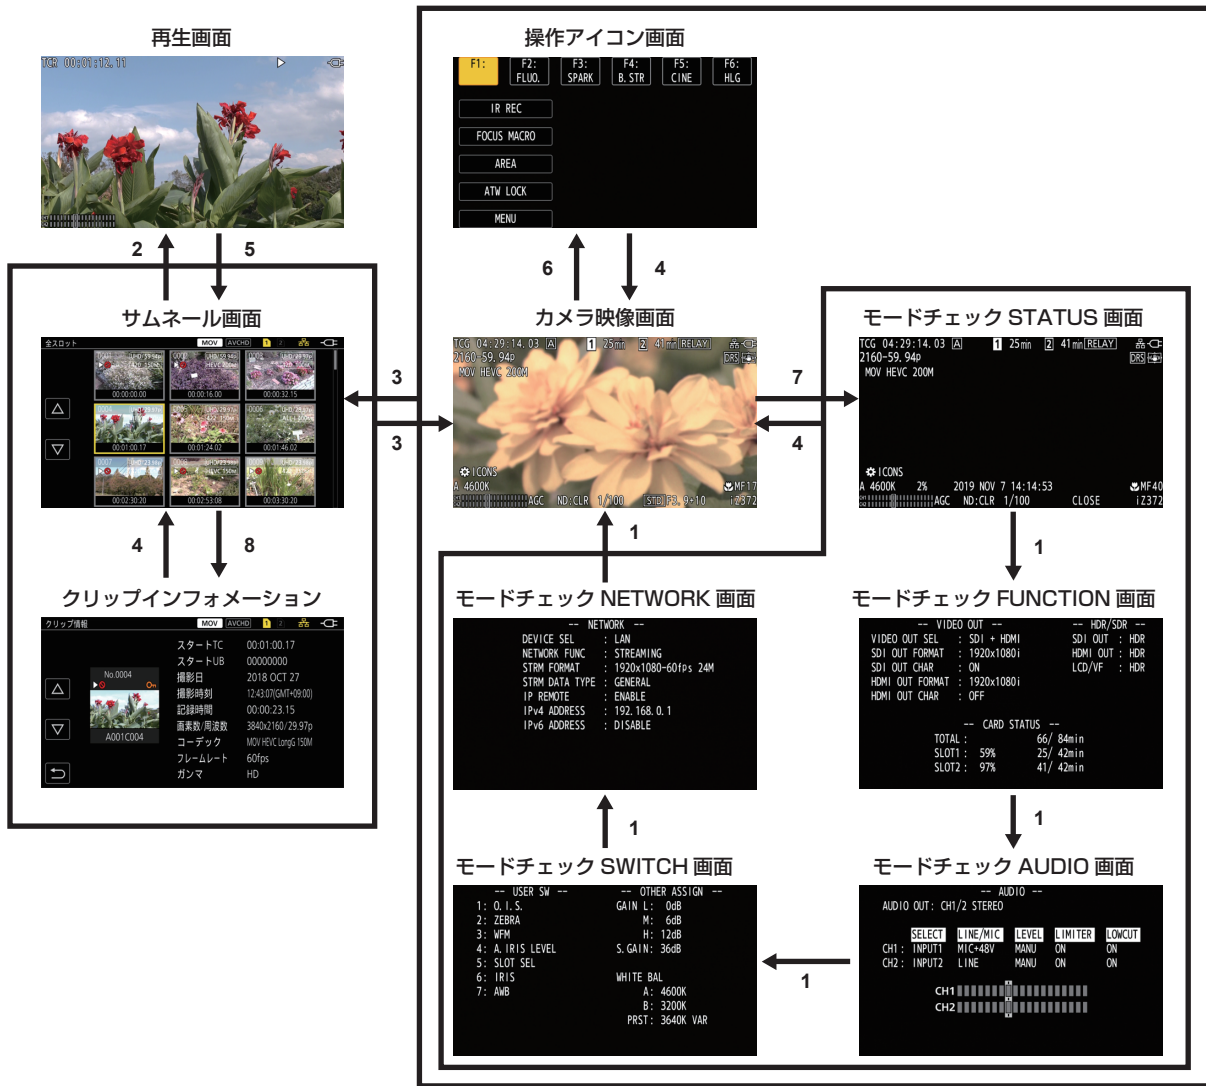 再生画面
TCR 00:01:12.11
操作アイコン画面
F1: F2: FLUO. F3: SPARK F4: B.STR F5: CINE F6: HLG
IR REC
FOCUS MACRO
AREA
ATW LOCK
MENU
2 5
6 4
サムネール画面
全スロット MOV AVCHD 1 2
0004
00:00:00.00 00:00:16.00 00:00:32.15
00:01:00.17 00:01:24.02 00:01:46.02
00:02:30:20 00:02:53:08 00:03:30:20
3
3
カメラ映像画面
TCG 04:29:14.03 A 1 25min 2 41min RELAY
2160-59.94p DRS
MOV HEVC 200M
ICONS
A 4600K MF17
AGC ND:CLR 1/100 STD F3.9+10 iZ372
7
4
モードチェック STATUS 画面
TCG 04:29:14.03 A 1 25min 2 41min RELAY
2160-59.94p DRS
MOV HEVC 200M
ICONS
A 4600K 2% 2019 NOV 7 14:14:53 MF40
AGC ND:CLR 1/100 CLOSE iZ372
4 8
1
1
クリップインフォメーション
クリップ情報 MOV AVCHD 1 2
No.0004
A001C004
スタートTC 00:01:00.17
スタートUB 00000000
撮影日 2018 OCT 27
撮影時刻 12:43:07(GMT+09:00)
記録時間 00:00:23.15
画素数/周波数 3840x2160/29.97p
コーデック MOV HEVC LongG 150M
フレームレート 60fps
ガンマ HD
モードチェック NETWORK 画面
-- NETWORK --
DEVICE SEL : LAN
NETWORK FUNC : STREAMING
STRM FORMAT : 1920x1080-60fps 24M
STRM DATA TYPE : GENERAL
IP REMOTE : ENABLE
IPv4 ADDRESS : 192.168.0.1
IPv6 ADDRESS : DISABLE
モードチェック FUNCTION 画面
-- VIDEO OUT -- -- HDR/SDR --
VIDEO OUT SEL : SDI + HDMI SDI OUT : HDR
SDI OUT FORMAT : 1920x1080i HDMI OUT : HDR
SDI OUT CHAR : ON LCD/VF : HDR
HDMI OUT FORMAT : 1920x1080i
HDMI OUT CHAR : OFF
-- CARD STATUS --
TOTAL : 66/ 84min
SLOT1 : 59% 25/ 42min
SLOT2 : 97% 41/ 42min
1
1
モードチェック SWITCH 画面
-- USER SW -- -- OTHER ASSIGN --
1: O.I.S. GAIN L: 0dB
2: ZEBRA M: 6dB
3: WFM H: 12dB
4: A.IRIS LEVEL S.GAIN: 36dB
5: SLOT SEL
6: IRIS WHITE BAL
7: AWB A: 4600K
B: 3200K
PRST: 3640K VAR
1
モードチェック AUDIO 画面
-- AUDIO --
AUDIO OUT: CH1/2 STEREO
SELECT LINE/MIC LEVEL LIMITER LOWCUT
CH1: INPUT1 MIC+48V MANU ON ON
CH2: INPUT2 LINE MANU ON ON
CH1
CH2